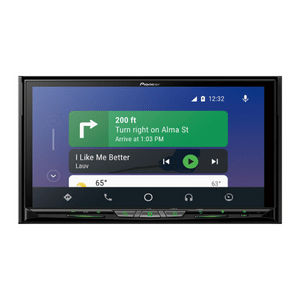 Pioneer
12:32
200 ft
Turn right on Alma St
Arrive at 1:03 PM
I Like Me Better
Lauv
65°
63°